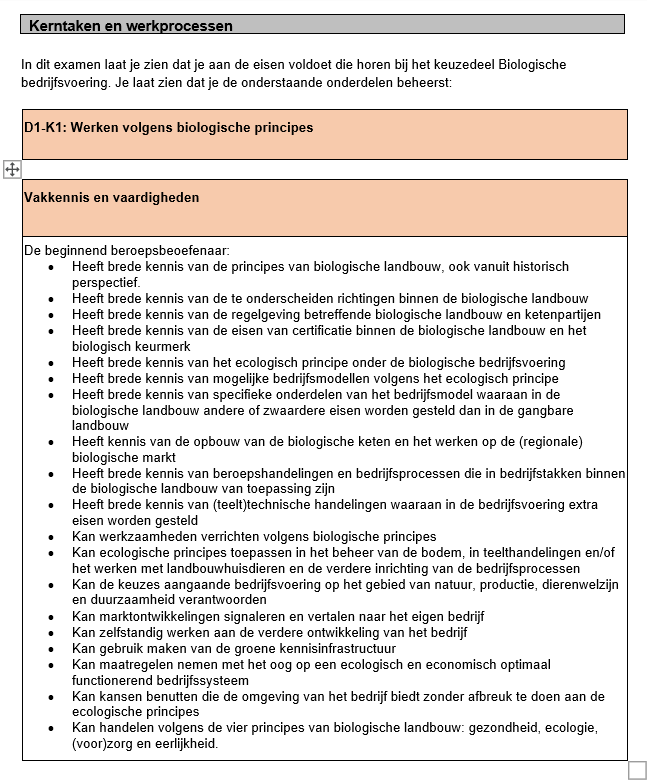 Kerntaken en werkprocessen
In dit examen laat je zien dat je aan de eisen voldoet die horen bij het keuzedeel Biologische
bedrijfsvoering. Je laat zien dat je de onderstaande onderdelen beheerst:
D1-K1: Werken volgens biologische principes
Vakkennis en vaardigheden
De beginnend beroepsbeoefenaar:
• Heeft brede kennis van de principes van biologische landbouw, ook vanuit historisch
perspectief.
• Heeft brede kennis van de te onderscheiden richtingen binnen de biologische landbouw
• Heeft brede kennis van de regelgeving betreffende biologische landbouw en ketenpartijen
• Heeft brede kennis van de eisen van certificatie binnen de biologische landbouw en het
biologisch keurmerk
• Heeft brede kennis van het ecologisch principe onder de biologische bedrijfsvoering
• Heeft brede kennis van mogelijke bedrijfsmodellen volgens het ecologisch principe
• Heeft brede kennis van specifieke onderdelen van het bedrijfsmodel waaraan in de
biologische landbouw andere of zwaardere eisen worden gesteld dan in de gangbare
landbouw
• Heeft kennis van de opbouw van de biologische keten en het werken op de (regionale)
biologische markt
• Heeft brede kennis van beroepshandelingen en bedrijfsprocessen die in bedrijfstakken binnen
de biologische landbouw van toepassing zijn
• Heeft brede kennis van (teelt)technische handelingen waaraan in de bedrijfsvoering extra
eisen worden gesteld
• Kan werkzaamheden verrichten volgens biologische principes
• Kan ecologische principes toepassen in het beheer van de bodem, in teelthandelingen en/of
het werken met landbouwhuisdieren en de verdere inrichting van de bedrijfsprocessen
• Kan de keuzes aangaande bedrijfsvoering op het gebied van natuur, productie, dierenwelzijn
en duurzaamheid verantwoorden
• Kan marktontwikkelingen signaleren en vertalen naar het eigen bedrijf
• Kan zelfstandig werken aan de verdere ontwikkeling van het bedrijf
• Kan gebruik maken van de groene kennisinfrastructuur
• Kan maatregelen nemen met het oog op een ecologisch en economisch optimaal
functionerend bedrijfssysteem
• Kan kansen benutten die de omgeving van het bedrijf biedt zonder afbreuk te doen aan de
ecologische principes
• Kan handelen volgens de vier principes van biologische landbouw: gezondheid, ecologie,
(voor)zorg en eerlijkheid.